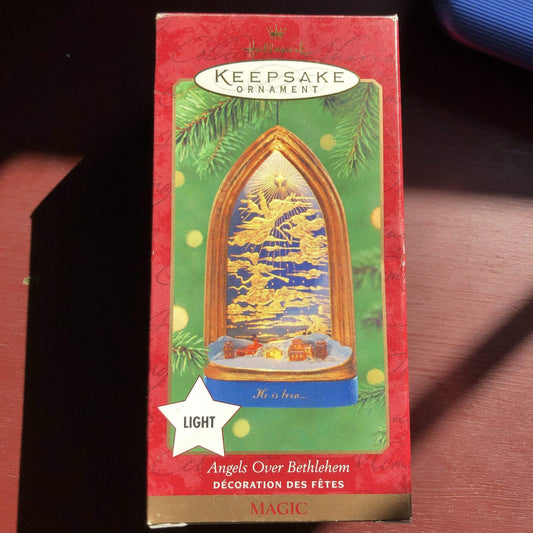 Hallmark
KEEPSAKE
ORNAMENT
He is born...
LIGHT
Angels Over Bethlehem
DÉCORATION DES FÊTES
MAGIC